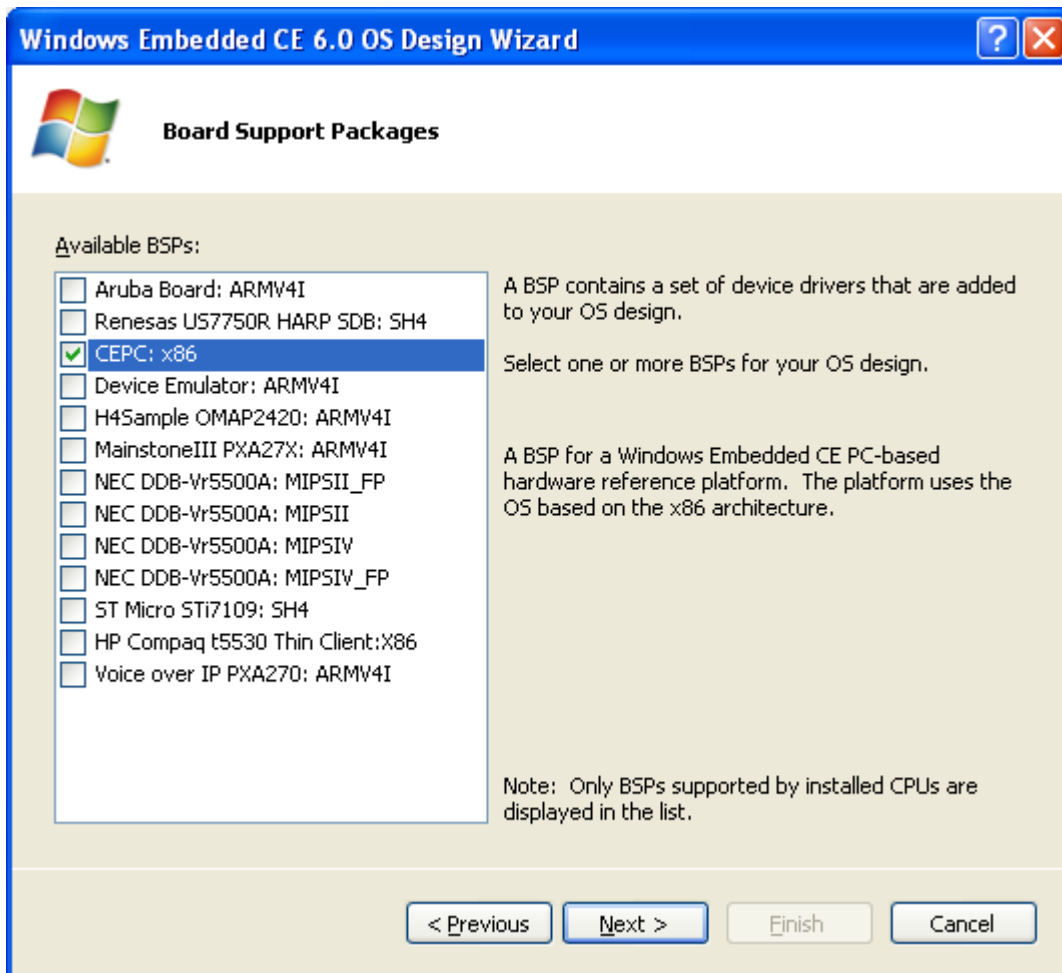 Windows Embedded CE 6.0 OS Design Wizard
Board Support Packages
Available BSPs:
Aruba Board: ARMV4I
Renesas US7750R HARP SDB: SH4
CEPC: x86
Device Emulator: ARMV4I
H4Sample OMAP2420: ARMV4I
MainstoneIII PXA27X: ARMV4I
NEC DDB-Vr5500A: MIPSII_FP
NEC DDB-Vr5500A: MIPSII
NEC DDB-Vr5500A: MIPSIV
NEC DDB-Vr5500A: MIPSIV_FP
ST Micro STi7109: SH4
HP Compaq t5530 Thin Client:X86
Voice over IP PXA270: ARMV4I
A BSP contains a set of device drivers that are added
to your OS design.
Select one or more BSPs for your OS design.
A BSP for a Windows Embedded CE PC-based
hardware reference platform. The platform uses the
OS based on the x86 architecture.
Note: Only BSPs supported by installed CPUs are
displayed in the list.
< Previous
Next >
Finish
Cancel